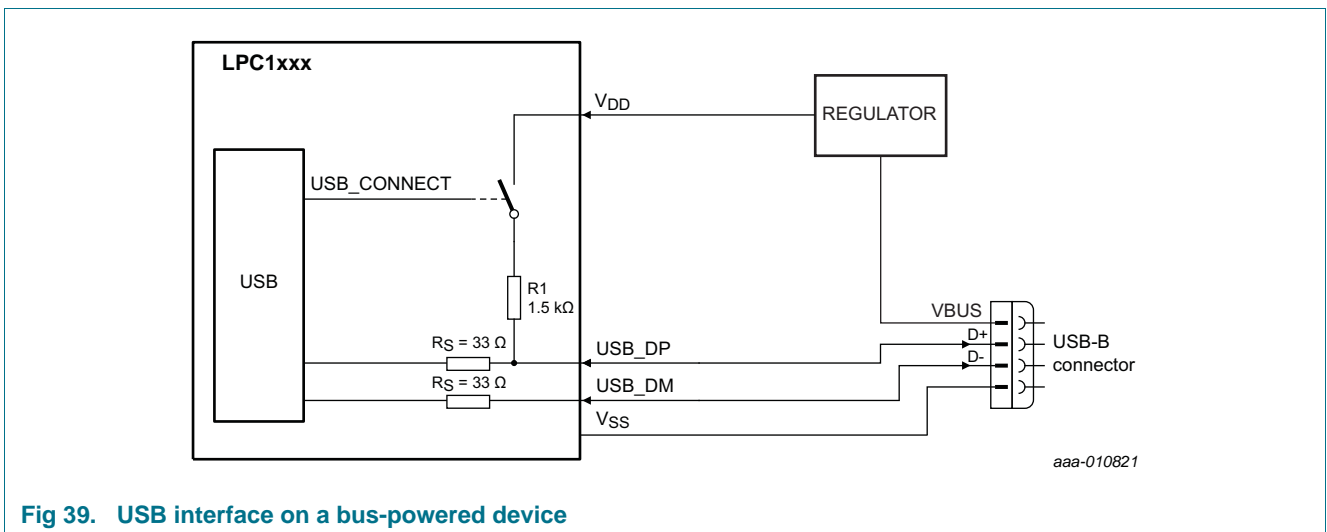 LPC1xxx
VDD
REGULATOR
USB_CONNECT
USB
R1
1.5 kΩ
VBUS
RS = 33 Ω
USB_DP
D+
USB-B
connector
RS = 33 Ω
USB_DM
D-
VSS
aaa-010821
Fig 39. USB interface on a bus-powered device